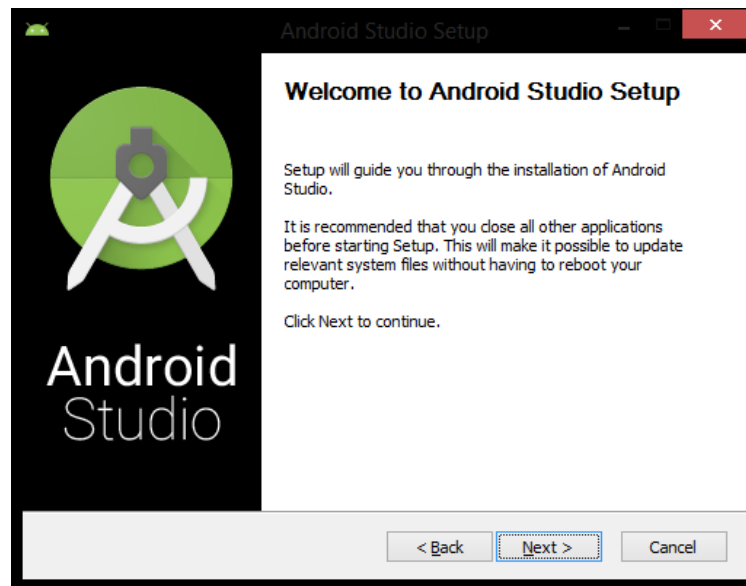 Android Studio Setup
Welcome to Android Studio Setup
Setup will guide you through the installation of Android
Studio.
It is recommended that you close all other applications
before starting Setup. This will make it possible to update
relevant system files without having to reboot your
computer.
Click Next to continue.
Android
Studio
< Back
Next >
Cancel